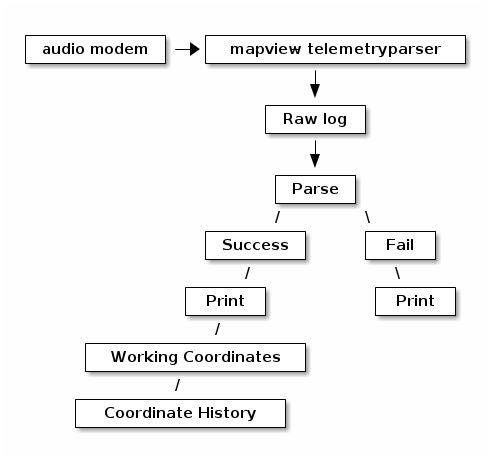 audio modem
mapview telemetryparser
Raw log
Parse
/ \
Success
Fail
/ \
Print
Print
/
Working Coordinates
/
Coordinate History